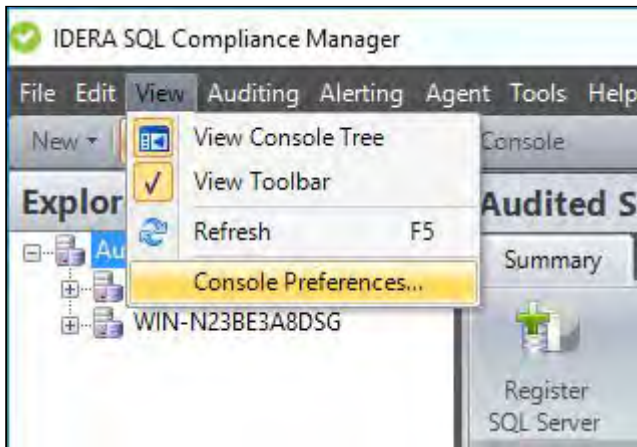 IDERA SQL Compliance Manager
File Edit View Auditing Alerting Agent Tools Help
New Console
View Console Tree
View Toolbar
Refresh F5
Console Preferences...
Explor
Audited S
Au
WIN-N23BE3A8DSG
Summary
Register
SQL Server